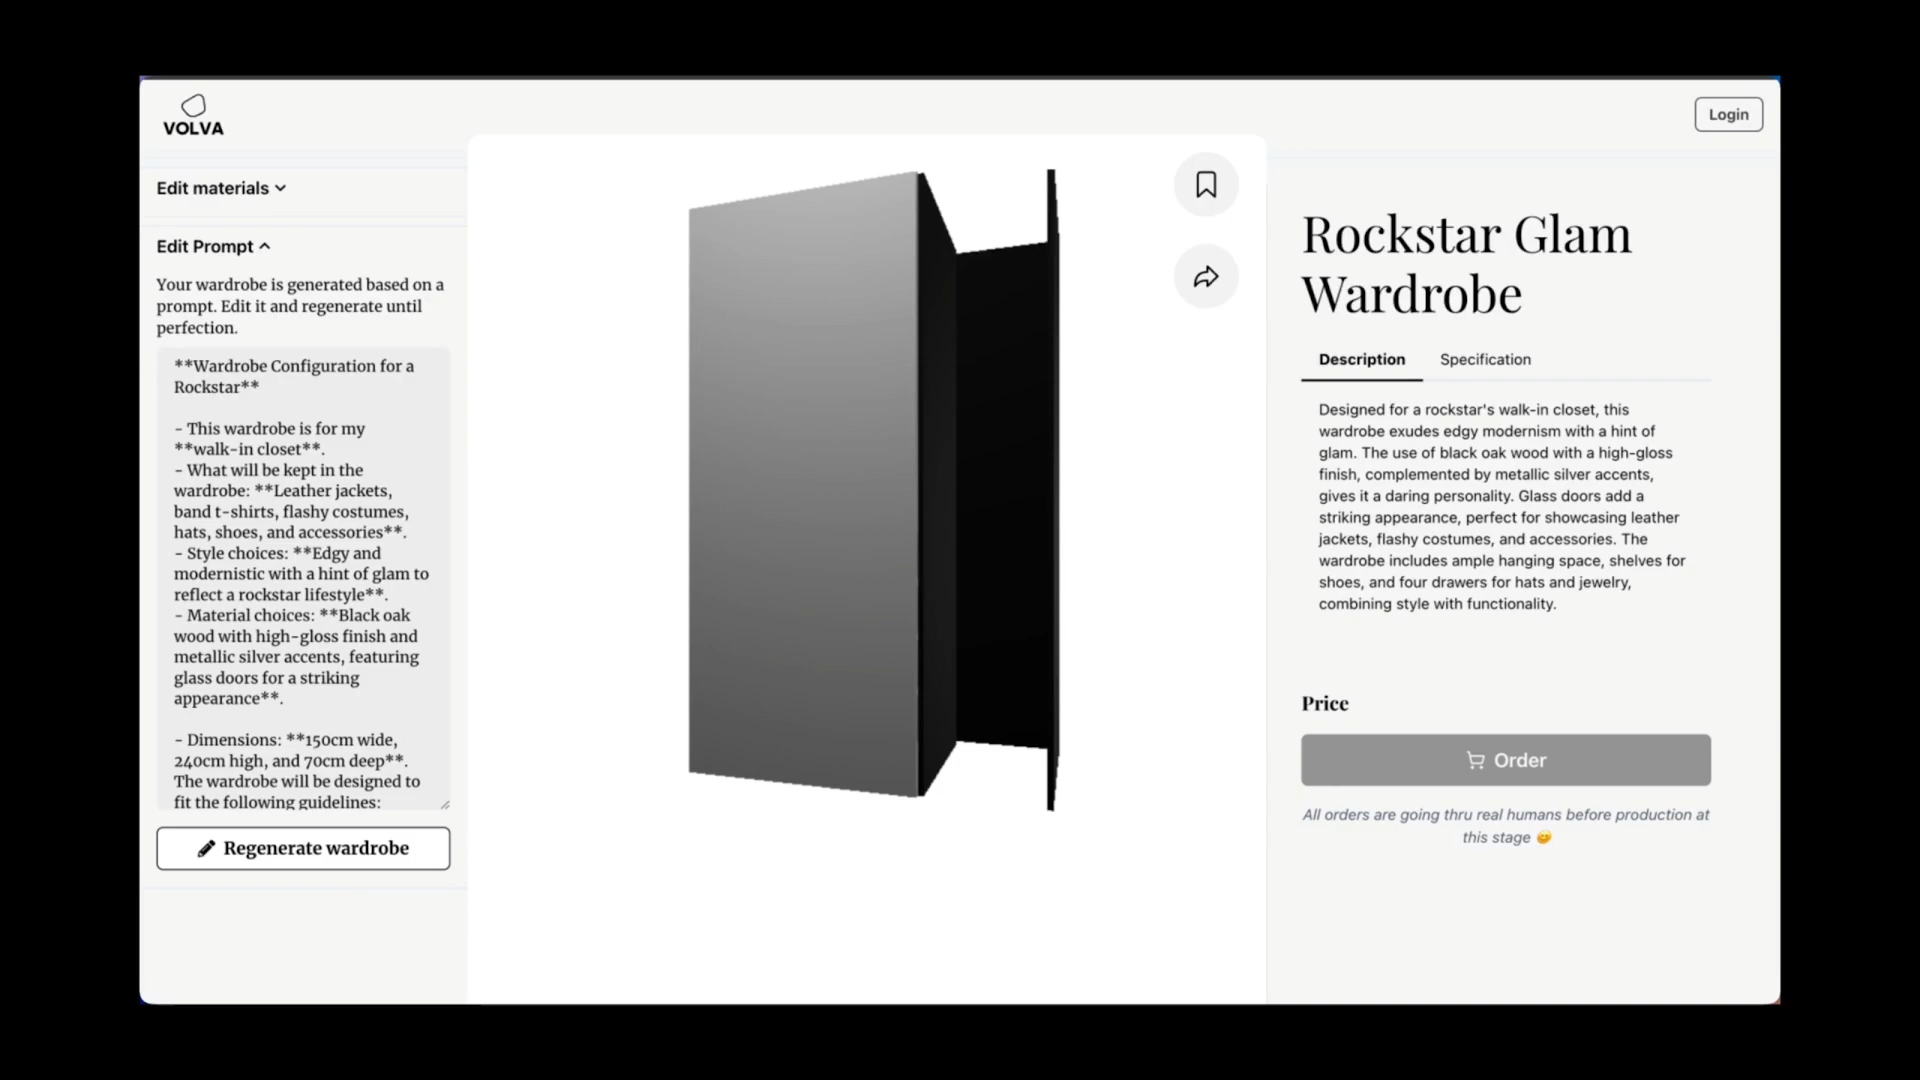 VOLVA
Login
Edit materials
Edit Prompt
Your wardrobe is generated based on a
prompt. Edit it and regenerate until
perfection.
**Wardrobe Configuration for a
Rockstar**
- This wardrobe is for my
**walk-in closet**.
- What will be kept in the
wardrobe: **Leather jackets,
band t-shirts, flashy costumes,
hats, shoes, and accessories**.
- Style choices: **Edgy and
modernistic with a hint of glam to
reflect a rockstar lifestyle**.
- Material choices: **Black oak
wood with high-gloss finish and
metallic silver accents, featuring
glass doors for a striking
appearance**.
- Dimensions: **150cm wide,
240cm high, and 70cm deep**.
The wardrobe will be designed to
fit the following guidelines:
Regenerate wardrobe
Rockstar Glam
Wardrobe
Description Specification
Designed for a rockstar's walk-in closet, this
wardrobe exudes edgy modernism with a hint of
glam. The use of black oak wood with a high-gloss
finish, complemented by metallic silver accents,
gives it a daring personality. Glass doors add a
striking appearance, perfect for showcasing leather
jackets, flashy costumes, and accessories. The
wardrobe includes ample hanging space, shelves for
shoes, and four drawers for hats and jewelry,
combining style with functionality.
Price
Order
All orders are going thru real humans before production at
this stage 😊